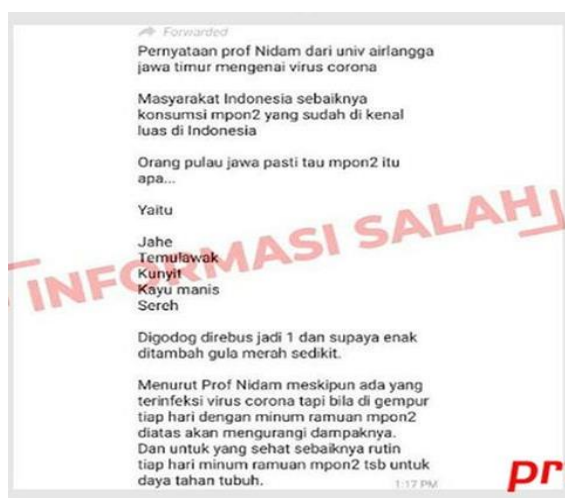 Forwarded
Pernyataan prof Nidam dari univ airlangga
jawa timur mengenai virus corona
Masyarakat Indonesia sebaiknya
konsumsi mpon2 yang sudah di kenal
luas di Indonesia
Orang pulau jawa pasti tau mpon2 itu
apa...
Yaitu
Jahe
Temulawak
Kunyit
Kayu manis
Sereh
INFORMASI SALAH
Digodog direbus jadi 1 dan supaya enak
ditambah gula merah sedikit.
Menurut Prof Nidam meskipun ada yang
terinfeksi virus corona tapi bila di gempur
tiap hari dengan minum ramuan mpon2
diatas akan mengurangi dampaknya.
Dan untuk yang sehat sebaiknya rutin
tiap hari minum ramuan mpon2 tsb untuk
daya tahan tubuh.
1:17 PM
pr